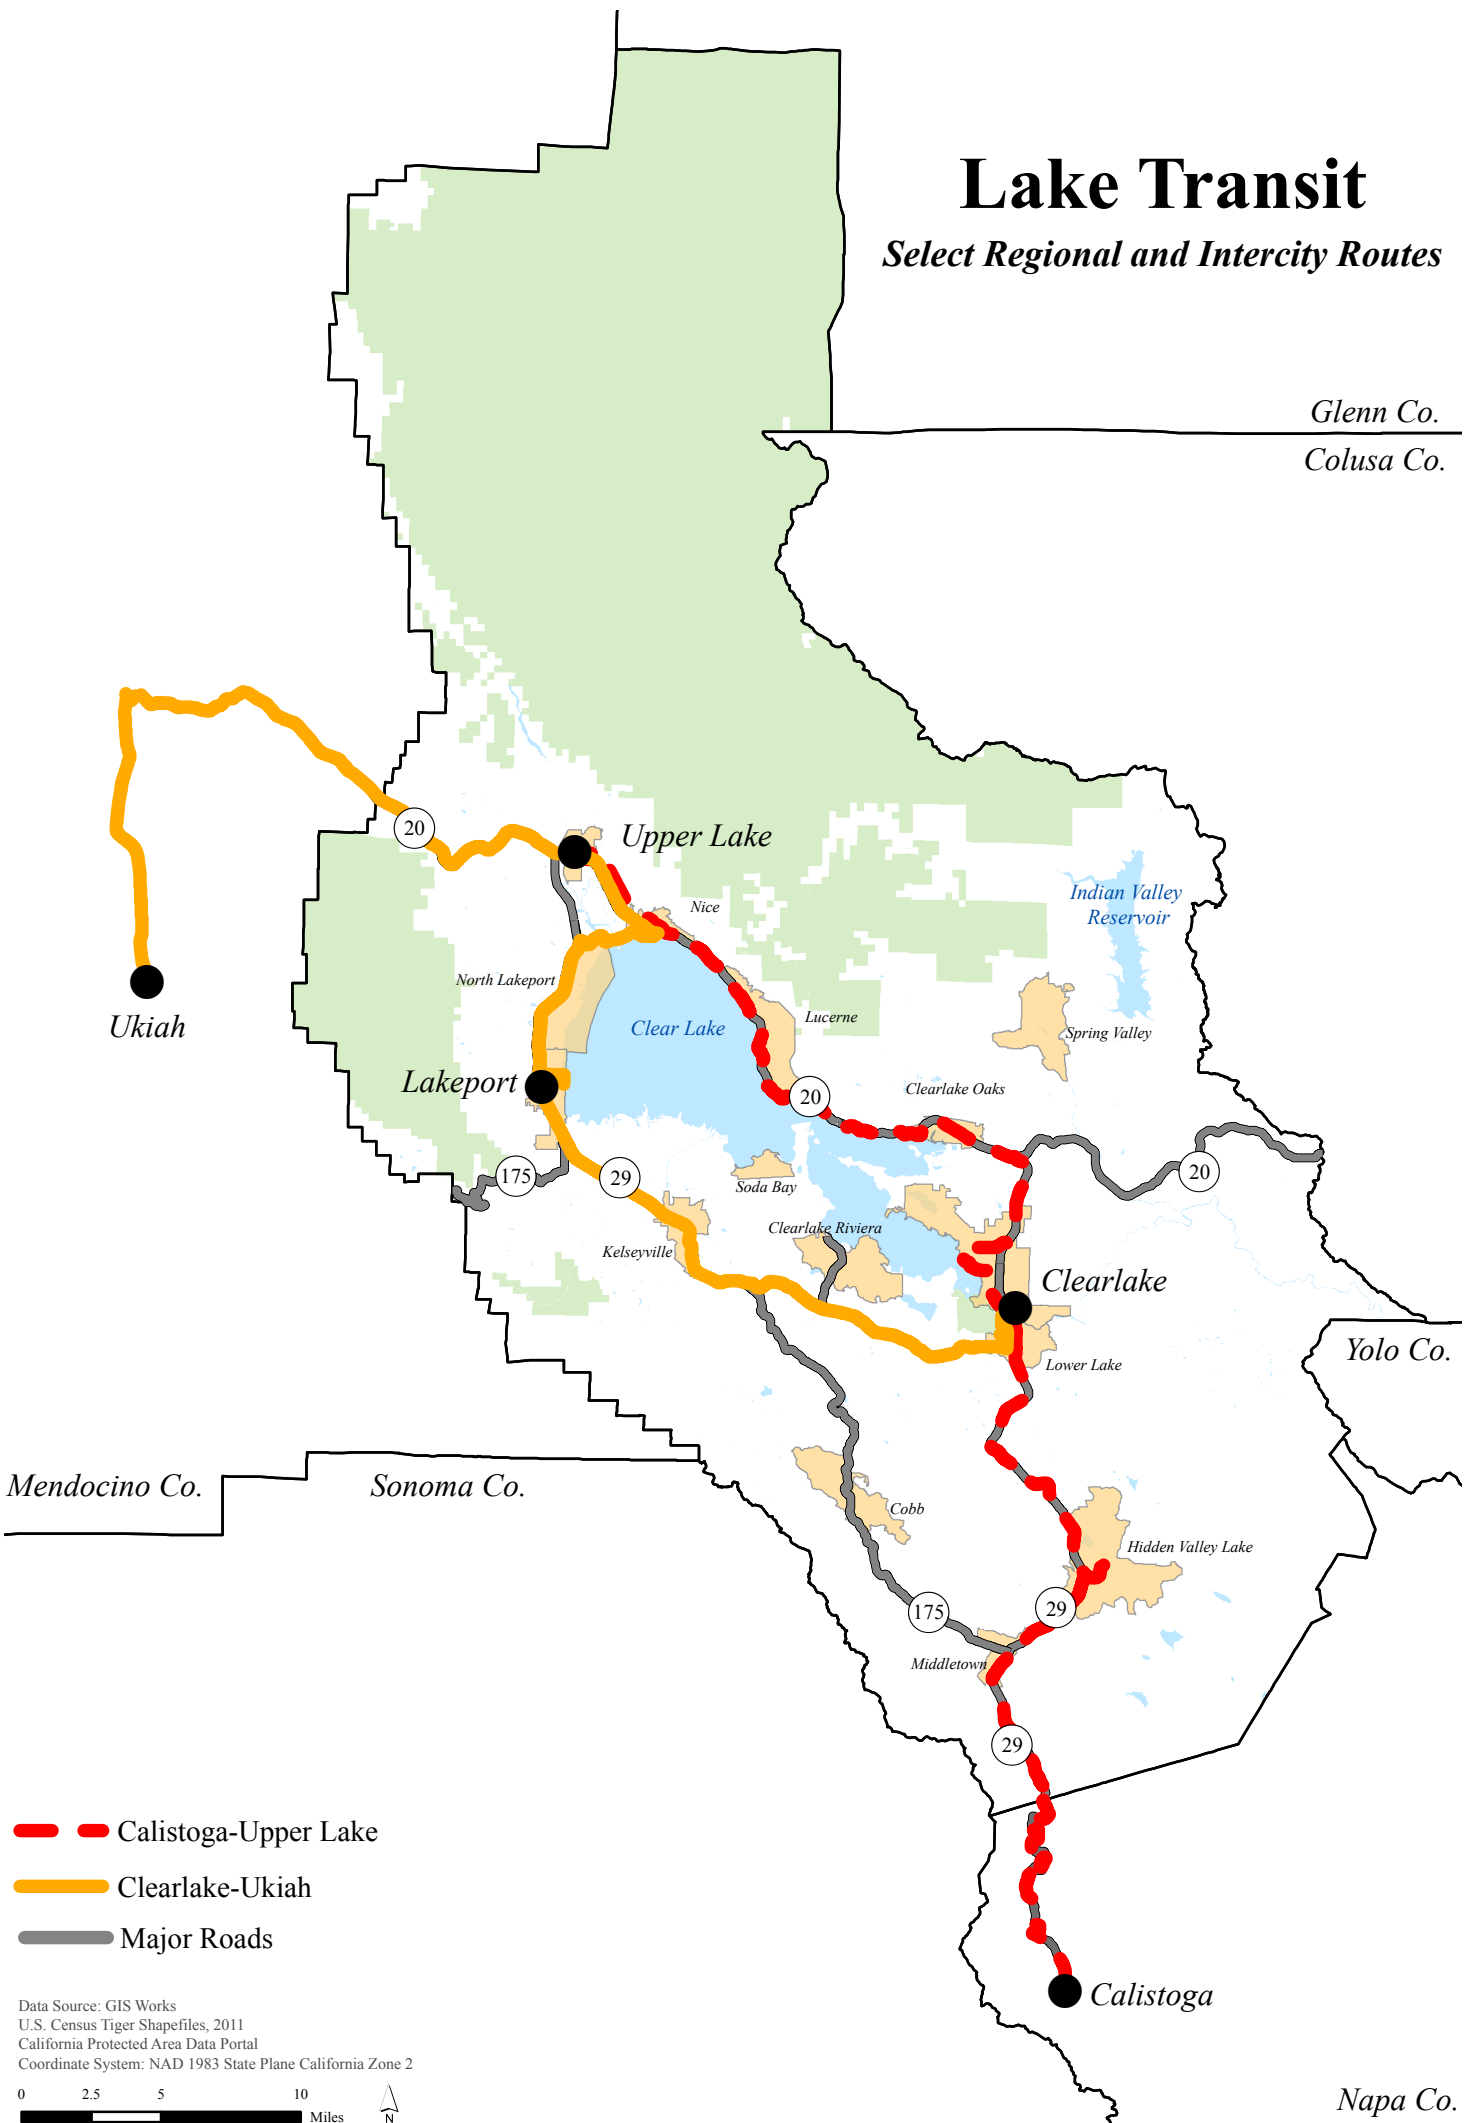 Lake Transit
Select Regional and Intercity Routes
Glenn Co.
Colusa Co.
20
Upper Lake
Indian Valley
Reservoir
Nice
North Lakeport
Ukiah
Clear Lake
Lucerne
Spring Valley
Lakeport
20
Clearlake Oaks
175
29
Soda Bay
20
Clearlake Riviera
Kelseyville
Clearlake
Yolo Co.
Lower Lake
Mendocino Co.
Sonoma Co.
Cobb
Hidden Valley Lake
175
29
Middletown
29
Calistoga-Upper Lake
Clearlake-Ukiah
Major Roads
Calistoga
Data Source: GIS Works
U.S. Census Tiger Shapefiles, 2011
California Protected Area Data Portal
Coordinate System: NAD 1983 State Plane California Zone 2
0 2.5 5 10
Miles
N
Napa Co.